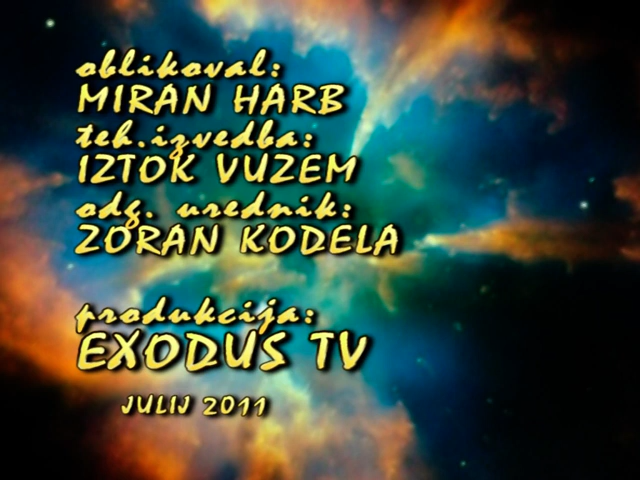 oblikoval:
MIRAN HARB
teh.izvedba:
IZTOK VUZEM
odg. urednik:
ZORAN KODELA
produkcija:
EXODUS TV
JULIJ 2011